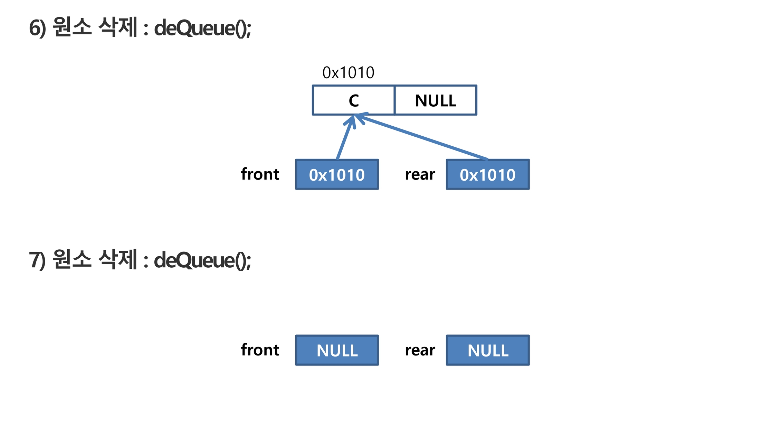 6) 원소 삭제 : deQueue();
0x1010
C NULL
front 0x1010 rear 0x1010
7) 원소 삭제 : deQueue();
front NULL rear NULL